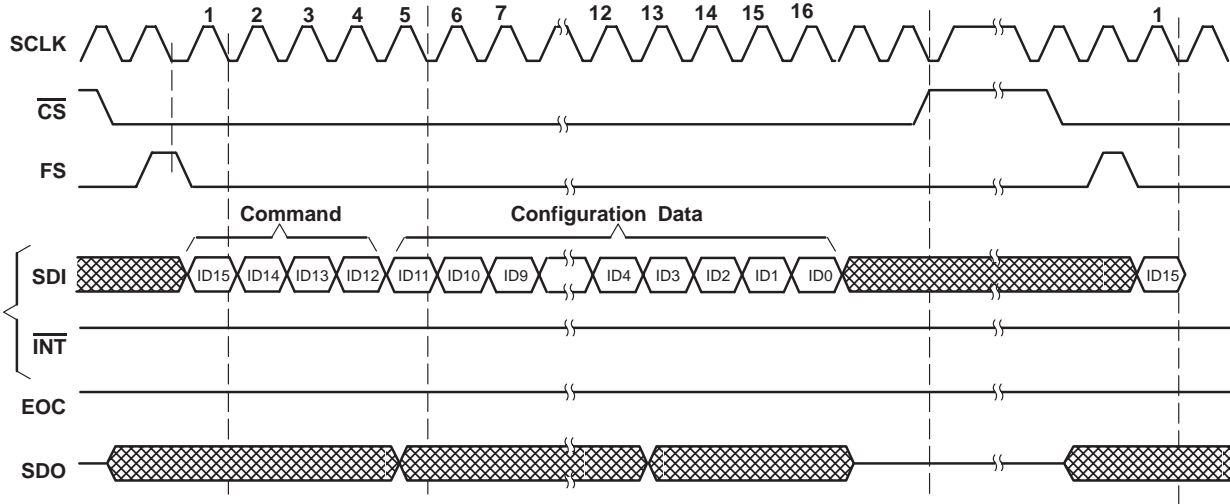 1 2 3 4 5 6 7 12 13 14 15 16 1
SCLK
CS
FS
Command Configuration Data
SDI ID15 ID14 ID13 ID12 ID11 ID10 ID9 ID4 ID3 ID2 ID1 ID0 ID15
INT
EOC
SDO